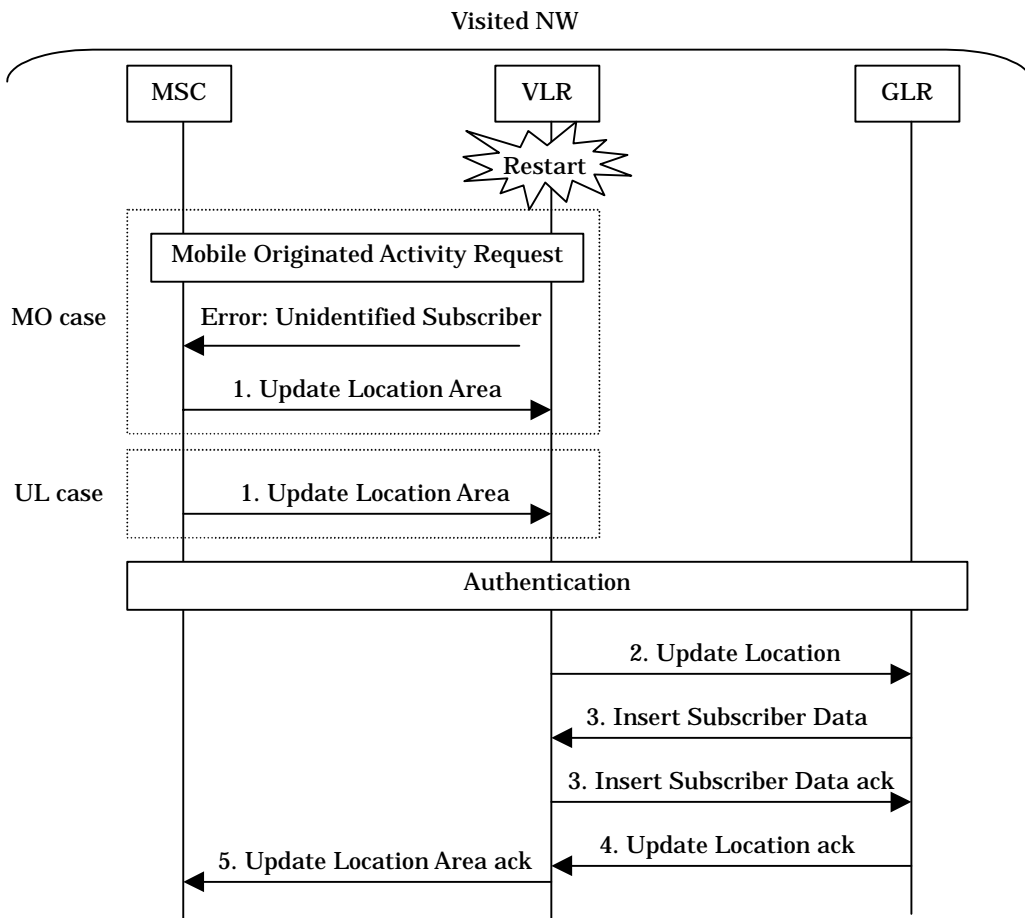 Visited NW
MSC
VLR
GLR
Restart
Mobile Originated Activity Request
MO case
Error: Unidentified Subscriber
1. Update Location Area
UL case
1. Update Location Area
Authentication
2. Update Location
3. Insert Subscriber Data
3. Insert Subscriber Data ack
4. Update Location ack
5. Update Location Area ack